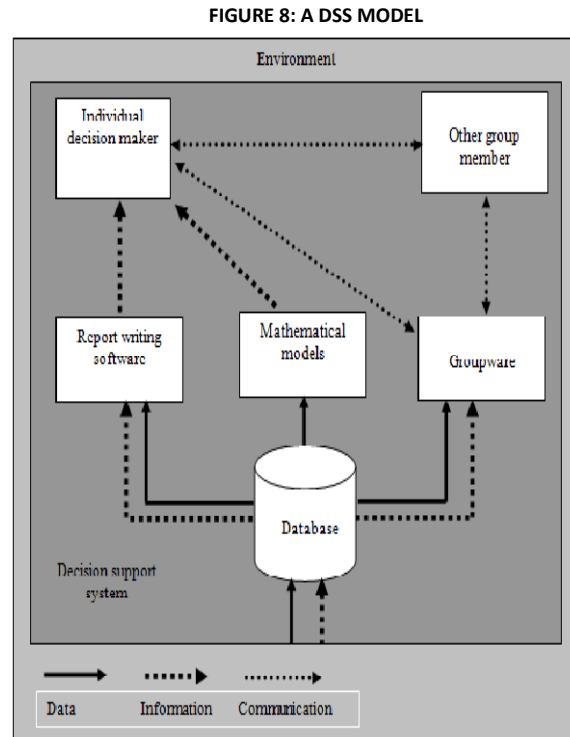 FIGURE 8: A DSS MODEL
Environment
Individual
decision maker
Other group
member
Report writing
software
Mathematical
models
Groupware
Database
Decision support
system
Data
Information
Communication